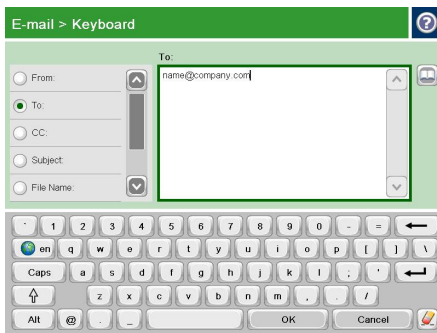 E-mail > Keyboard
?
To:
From:
name@company.com
To:
CC:
Subject:
File Name:
` 1 2 3 4 5 6 7 8 9 0 - =
en q w e r t y u i o p [ ] \
Caps a s d f g h j k l ; '
z x c v b n m , . /
Alt @ . _ OK Cancel